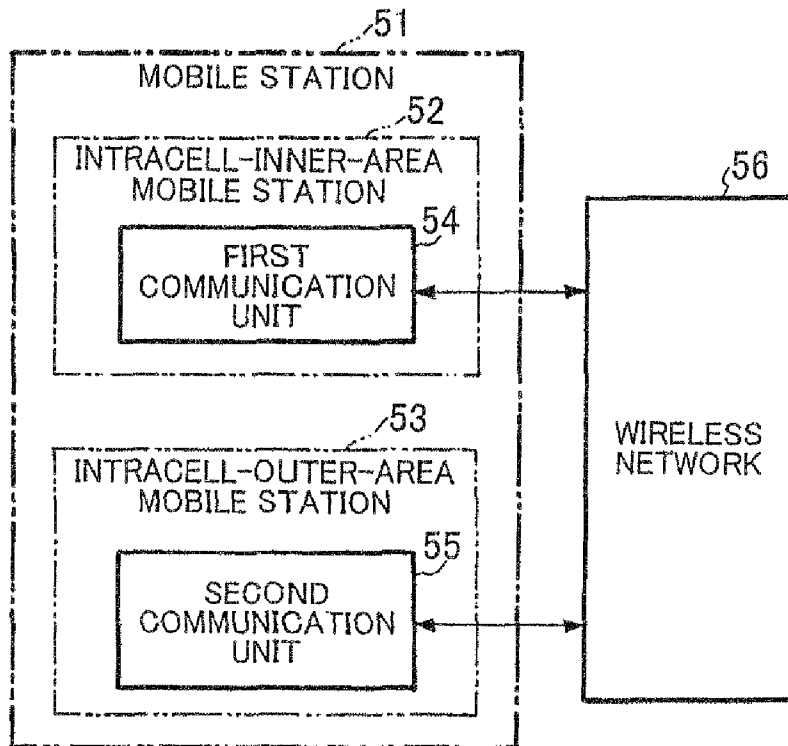 51
MOBILE STATION
52
INTRACELL-INNER-AREA
MOBILE STATION
54
FIRST
COMMUNICATION
UNIT
56
WIRELESS
NETWORK
53
INTRACELL-OUTER-AREA
MOBILE STATION
55
SECOND
COMMUNICATION
UNIT